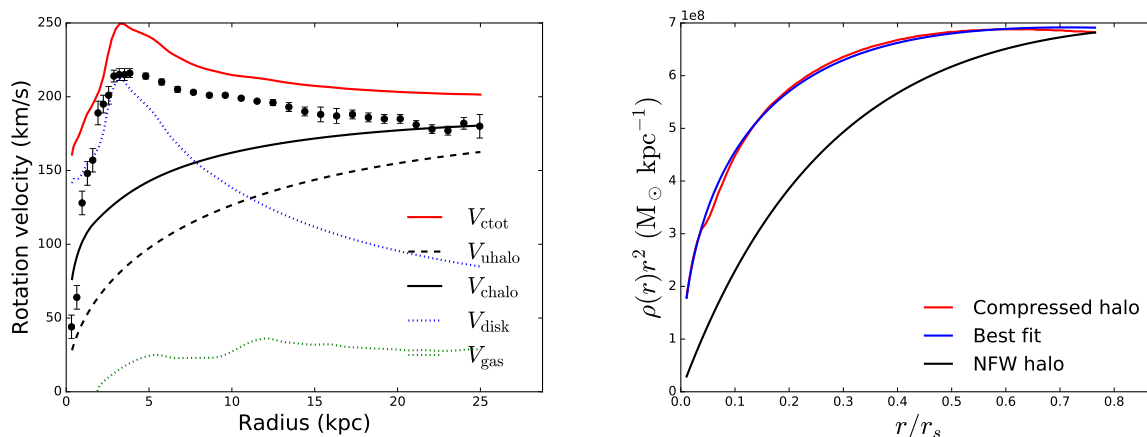 250
200
150
100
50
0
Rotation velocity (km/s)
V_ctot
V_uhalo
V_chalo
V_disk
V_gas
0 5 10 15 20 25
Radius (kpc)
1e8
7
6
5
4
3
2
1
0
ρ(r)r² (M⊙ kpc⁻¹)
Compressed halo
Best fit
NFW halo
0.0 0.1 0.2 0.3 0.4 0.5 0.6 0.7 0.8
r/r_s